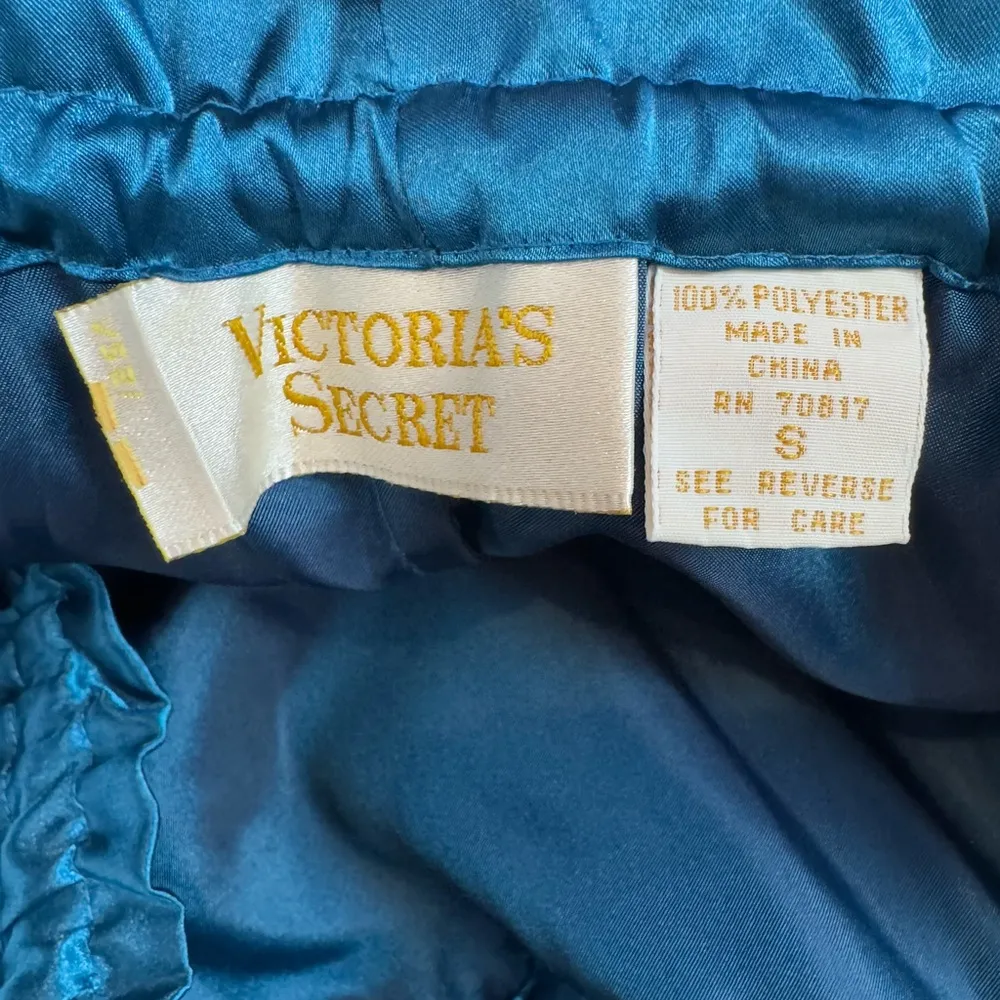 VICTORIA'S
SECRET
100% POLYESTER
MADE IN
CHINA
RN 70817
S
SEE REVERSE
FOR CARE